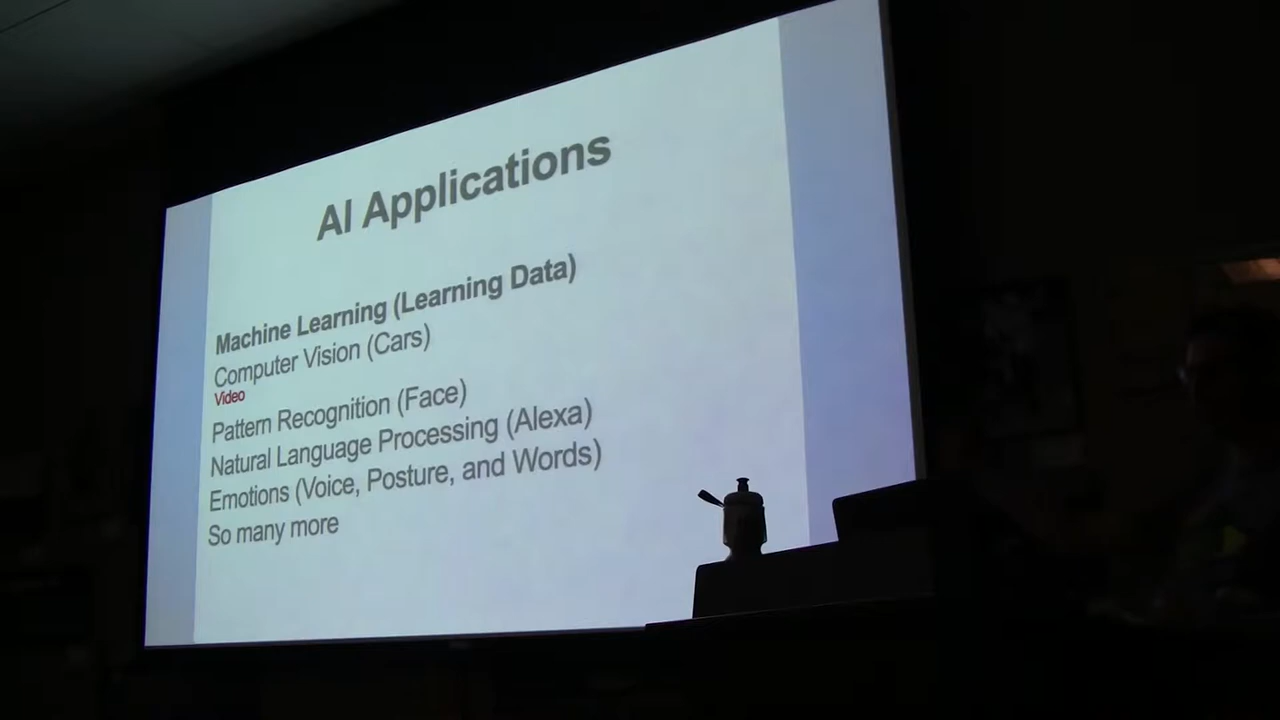 AI Applications
Machine Learning (Learning Data)
Computer Vision (Cars)
Video
Pattern Recognition (Face)
Natural Language Processing (Alexa)
Emotions (Voice, Posture, and Words)
So many more